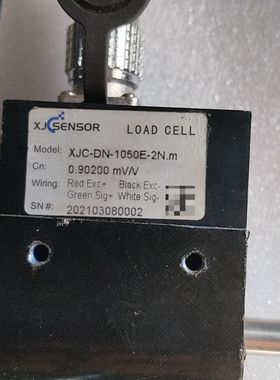 XJCSENSOR LOAD CELL
Model: XJC-DN-1050E-2N.m
Cn: 0.90200 mV/V
Wiring: Red Exc+ Black Exc-
Green Sig+ White Sig-
SN #: 202103080002